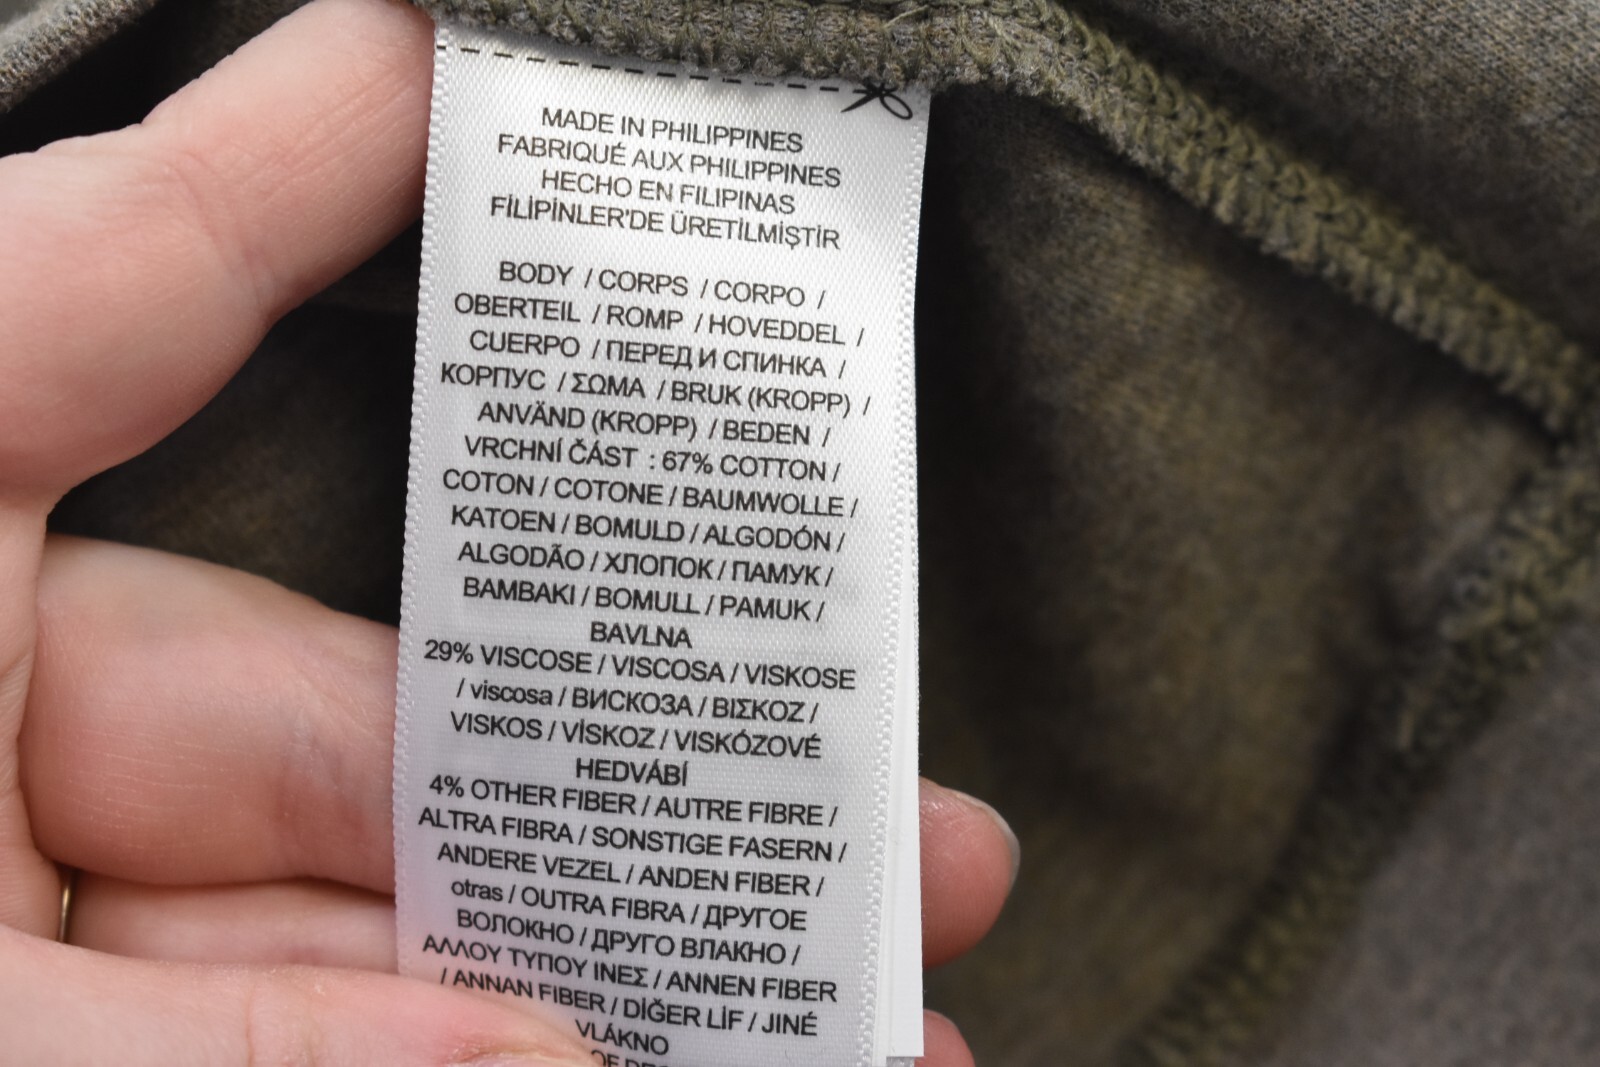 MADE IN PHILIPPINES
FABRIQUÉ AUX PHILIPPINES
HECHO EN FILIPINAS
FİLİPİNLER'DE ÜRETİLMİŞTİR
BODY / CORPS / CORPO /
OBERTEIL / ROMP / HOVEDDEL /
CUERPO / ПЕРЕД И СПИНКА /
КОРПУС / ΣΩΜΑ / BRUK (KROPP) /
ANVÄND (KROPP) / BEDEN /
VRCHNÍ ČÁST : 67% COTTON /
COTON / COTONE / BAUMWOLLE /
KATOEN / BOMULD / ALGODÓN /
ALGODÃO / ХЛОПОК / ПАМУК /
BAMBAKI / BOMULL / PAMUK /
BAVLNA
29% VISCOSE / VISCOSA / VISKOSE
/ viscosa / ВИСКОЗА / ΒΙΣΚΟΖ /
VISKOS / VİSKOZ / VISKÓZOVÉ
HEDVÁBÍ
4% OTHER FIBER / AUTRE FIBRE /
ALTRA FIBRA / SONSTIGE FASERN /
ANDERE VEZEL / ANDEN FIBER /
otras / OUTRA FIBRA / ДРУГОЕ
ВОЛОКНО / ДРУГО ВЛАКНО /
ΑΛΛΟΥ ΤΥΠΟΥ ΙΝΕΣ / ANNEN FIBER
/ ANNAN FIBER / DİĞER LİF / JINÉ
VLÁKNO